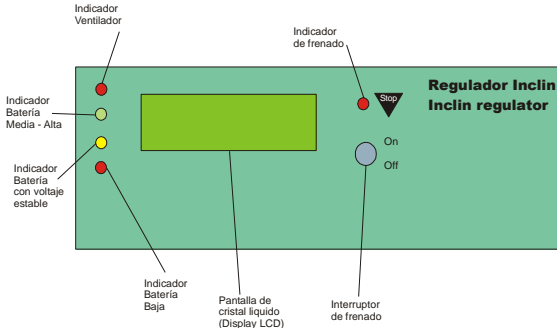 Indicador
Ventilador
Indicador
de frenado
Indicador
Batería
Media - Alta
Stop
Regulador Inclin
Inclin regulator
On
Off
Indicador
Batería
con voltaje
estable
Indicador
Batería
Baja
Pantalla de
cristal liquido
(Display LCD)
Interruptor
de frenado